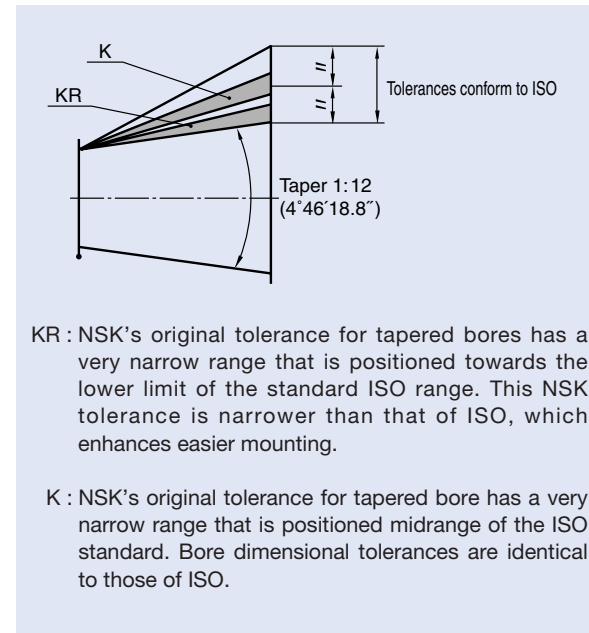 K
KR
=
=
Tolerances conform to ISO
Taper 1:12
(4˚46´18.8˝)
KR : NSK’s original tolerance for tapered bores has a
very narrow range that is positioned towards the
lower limit of the standard ISO range. This NSK
tolerance is narrower than that of ISO, which
enhances easier mounting.
K : NSK’s original tolerance for tapered bore has a very
narrow range that is positioned midrange of the ISO
standard. Bore dimensional tolerances are identical
to those of ISO.